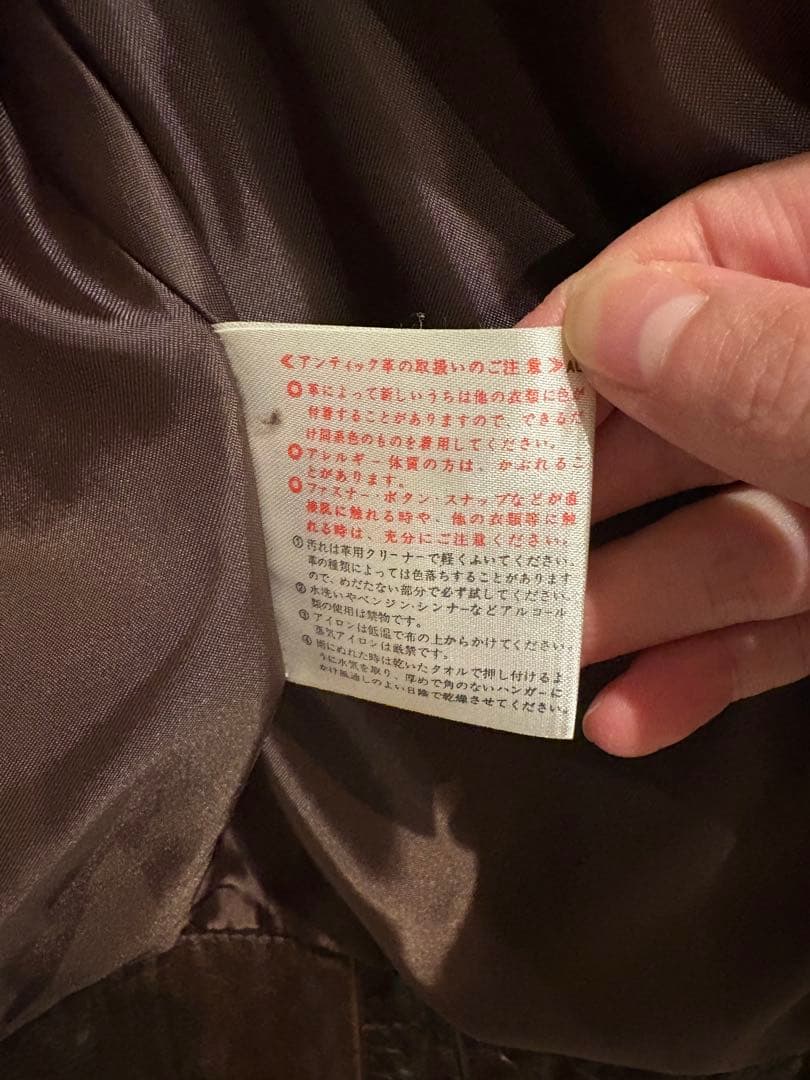 ≪アンティック革の取扱いのご注意≫ AL
◎革によって新しいうちは他の衣類に色が
付着することがありますので、できるだ
け同系色のものを着用してください。
◎アレルギー体質の方は、かぶれるこ
とがあります。
◎ファスナー・ボタン・スナップなどが直
接肌に触れる時や、他の衣類等に触
れる時は、充分にご注意ください。
①汚れは革用クリーナーで軽くふいてください。
革の種類によっては色落ちすることがあります
ので、めだたない部分で必ず試してください。
②水洗いやベンジン・シンナーなどアルコール
類の使用は禁物です。
③アイロンは低温で布の上からかけてください。
蒸気アイロンは厳禁です。
④雨にぬれた時は乾いたタオルで押し付けるよ
うに水気を取り、厚めで角のないハンガーに
かけ風通しのよい日陰で乾燥させてください。